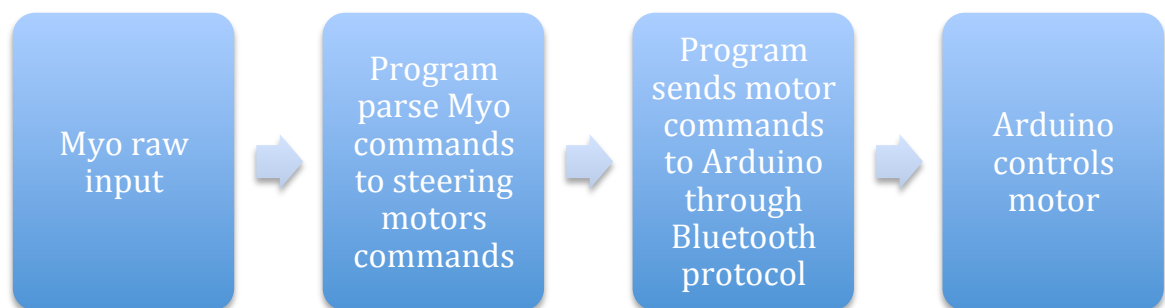 Myo raw
input
Program
parse Myo
commands
to steering
motors
commands
Program
sends motor
commands
to Arduino
through
Bluetooth
protocol
Arduino
controls
motor